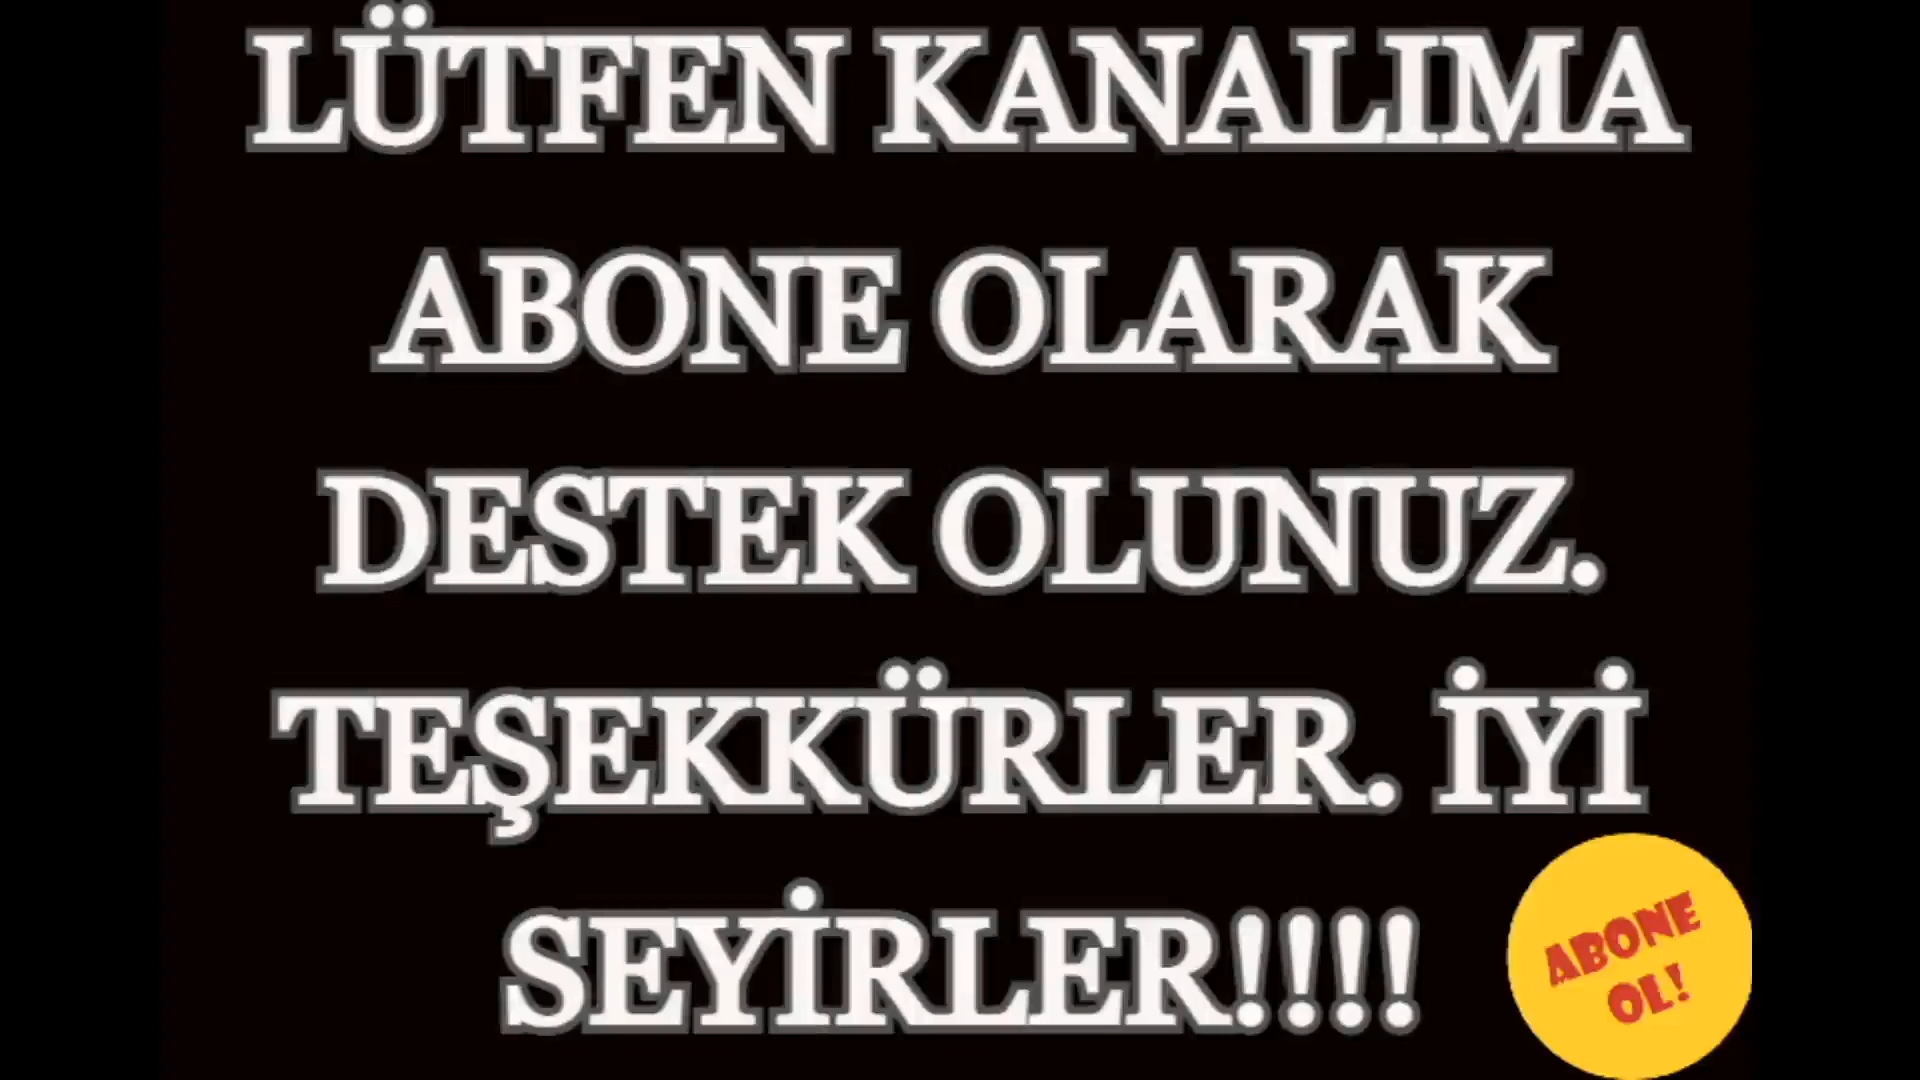 LÜTFEN KANALIMA
ABONE OLARAK
DESTEK OLUNUZ.
TEŞEKKÜRLER. İYİ
SEYİRLER!!!!
ABONE
OL!